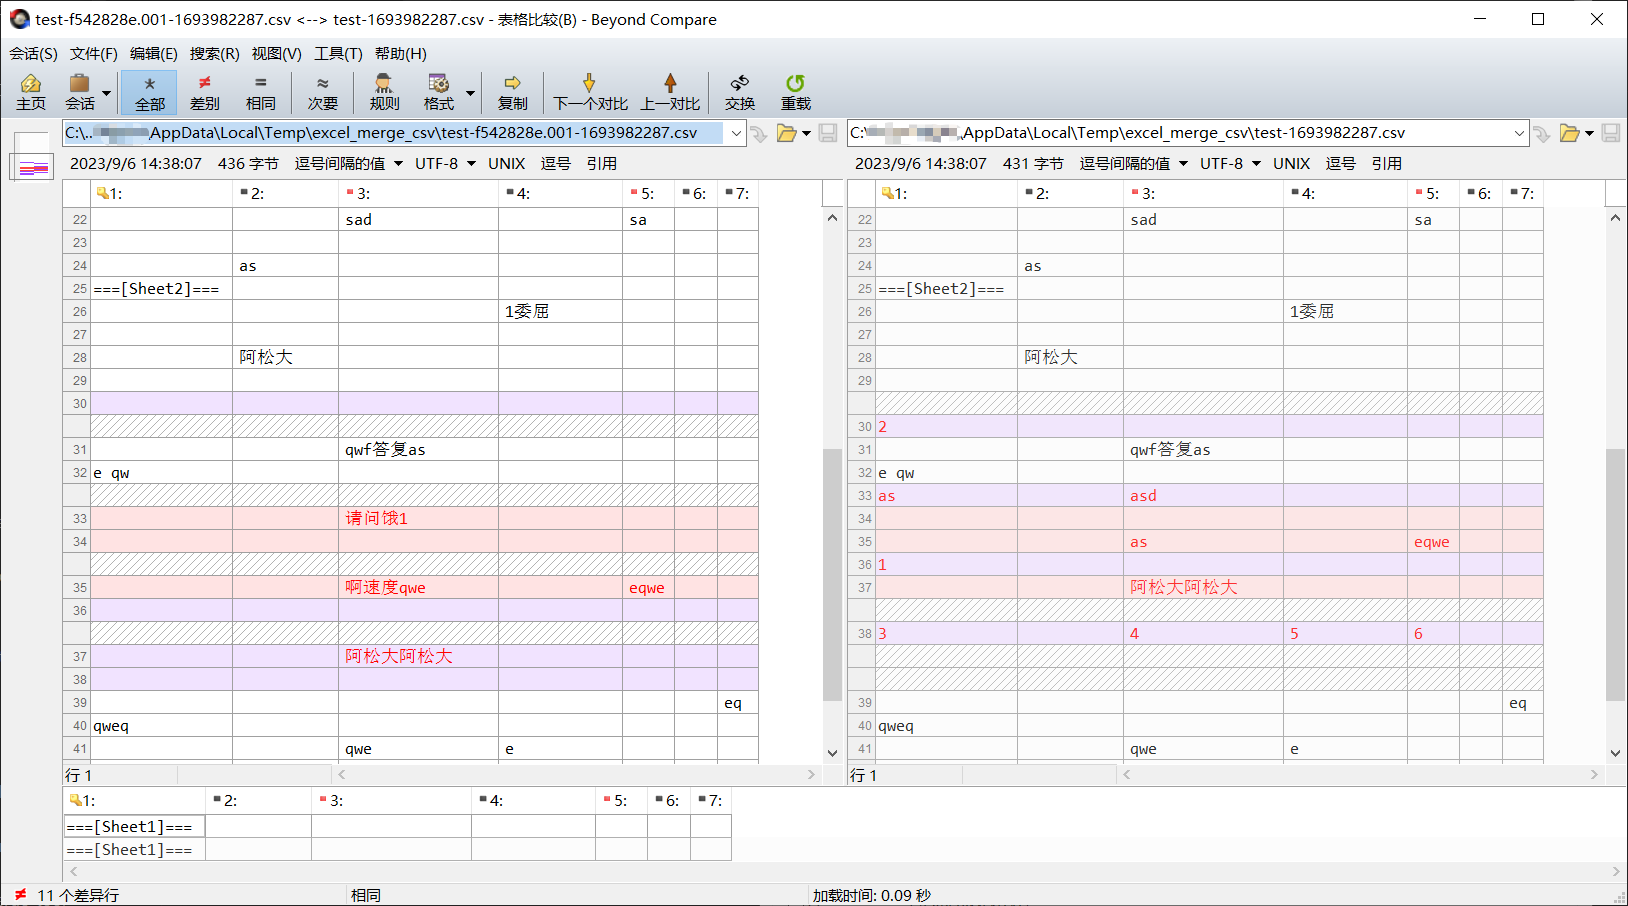 test-f542828e.001-1693982287.csv <--> test-1693982287.csv - 表格比较(B) - Beyond Compare
会话(S) 文件(F) 编辑(E) 搜索(R) 视图(V) 工具(T) 帮助(H)
主页 会话 * 全部 ≠ 差别 = 相同 ≈ 次要 规则 格式 复制 下一个对比 上一对比 交换 重载
C:\.. AppData\Local\Temp\excel_merge_csv\test-f542828e.001-1693982287.csv
C:\ AppData\Local\Temp\excel_merge_csv\test-1693982287.csv
2023/9/6 14:38:07 436 字节 逗号间隔的值 UTF-8 UNIX 逗号 引用
2023/9/6 14:38:07 431 字节 逗号间隔的值 UTF-8 UNIX 逗号 引用
1: 2: 3: 4: 5: 6: 7:
22 sad sa
23
24 as
25 ===[Sheet2]===
26 1委屈
27
28 阿松大
29
30
31 qwf答复as
32 e qw
33 请问饿1
34
35 啊速度qwe eqwe
36
37 阿松大阿松大
38
39 eq
40 qweq
41 qwe e
行 1
1: 2: 3: 4: 5: 6: 7:
22 sad sa
23
24 as
25 ===[Sheet2]===
26 1委屈
27
28 阿松大
29
30 2
31 qwf答复as
32 e qw
33 as asd
34
35 as eqwe
36 1
37 阿松大阿松大
38 3 4 5 6
39 eq
40 qweq
41 qwe e
行 1
1: 2: 3: 4: 5: 6: 7:
===[Sheet1]===
===[Sheet1]===
≠ 11 个差异行 相同 加载时间: 0.09 秒